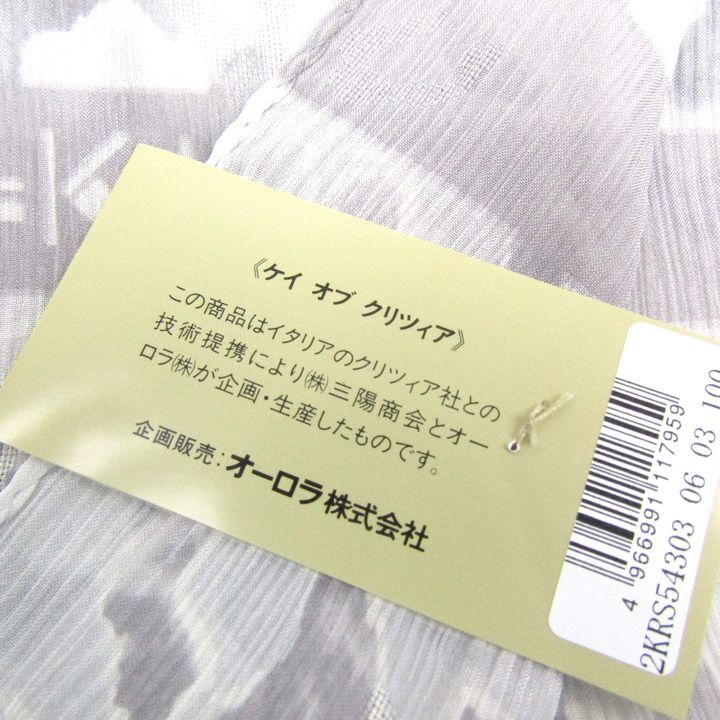 《ケイ オブ クリツィア》
この商品はイタリアのクリツィア社との
技術提携により㈱三陽商会とオー
ロラ㈱が企画・生産したものです。
企画販売：オーロラ株式会社
4 966991 117959
2KRS54303 06 03 100